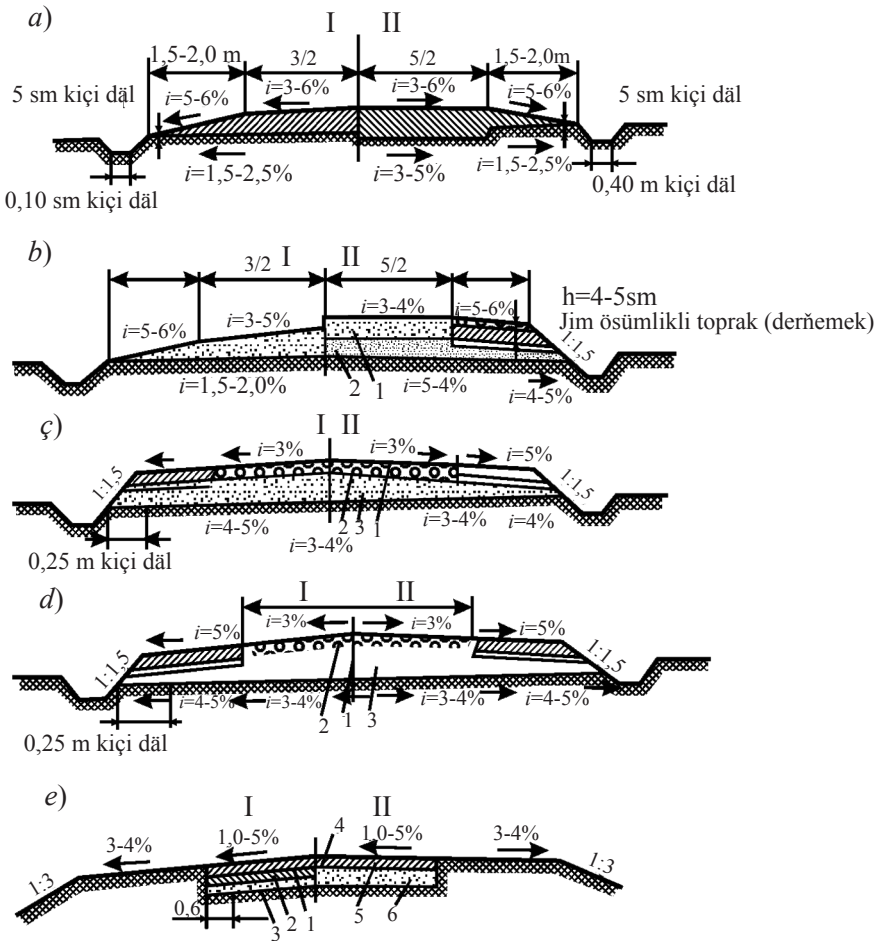 a)
I II
1,5-2,0 m 3/2 5/2 1,5-2,0m
5 sm kiçi däl i=5-6% i=3-6% i=3-6% i=5-6% 5 sm kiçi däl
i=1,5-2,5% i=3-5% i=1,5-2,5%
0,10 sm kiçi däl 0,40 m kiçi däl
b)
3/2 I II 5/2
i=5-6% i=3-5% i=3-4% i=5-6% h=4-5sm
Jim ösümlikli toprak (derňemek)
1:1,5
i=1,5-2,0% 2 1 i=5-4% i=4-5%
ç)
I II
i=3% i=3% i=5%
1:1,5 1:1,5
i=4-5% 2 3 1 i=3-4% i=4%
i=3-4%
0,25 m kiçi däl
d)
I II
i=5% i=3% i=3% i=5%
1:1,5 1:1,5
i=4-5% i=3-4% 2 1 3 i=3-4% i=4-5%
0,25 m kiçi däl
e)
I II
3-4% 1,0-5% 4 1,0-5% 3-4%
1:3 1:3
0,6 3 2 1 5 6